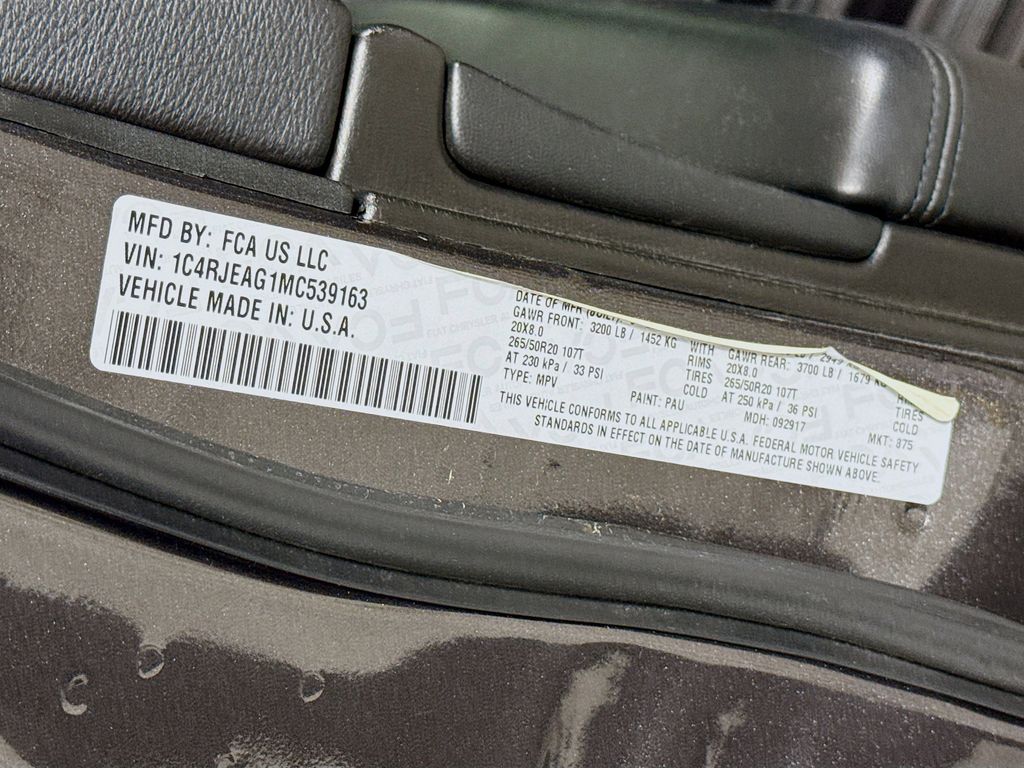 MFD BY: FCA US LLC
VIN: 1C4RJEAG1MC539163
VEHICLE MADE IN: U.S.A.
DATE OF MFR
GAWR FRONT: 3200 LB / 1452 KG WITH GAWR REAR: 3700 LB / 1679
20X8.0 RIMS 20X8.0
265/50R20 107T TIRES 265/50R20 107T TIRES
AT 230 kPa / 33 PSI COLD AT 250 kPa / 36 PSI COLD
TYPE: MPV PAINT: PAU MDH: 092917 MKT: 875
THIS VEHICLE CONFORMS TO ALL APPLICABLE U.S.A. FEDERAL MOTOR VEHICLE SAFETY
STANDARDS IN EFFECT ON THE DATE OF MANUFACTURE SHOWN ABOVE.